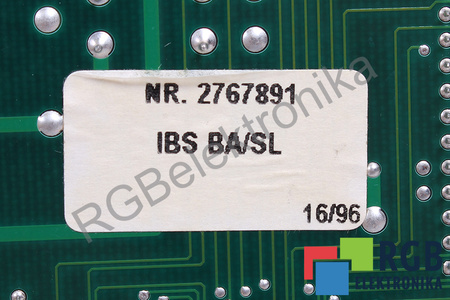 NR. 2767891
RGBelektronika
IBS BA/SL
16/96
RGB
ELEKTRONIKA